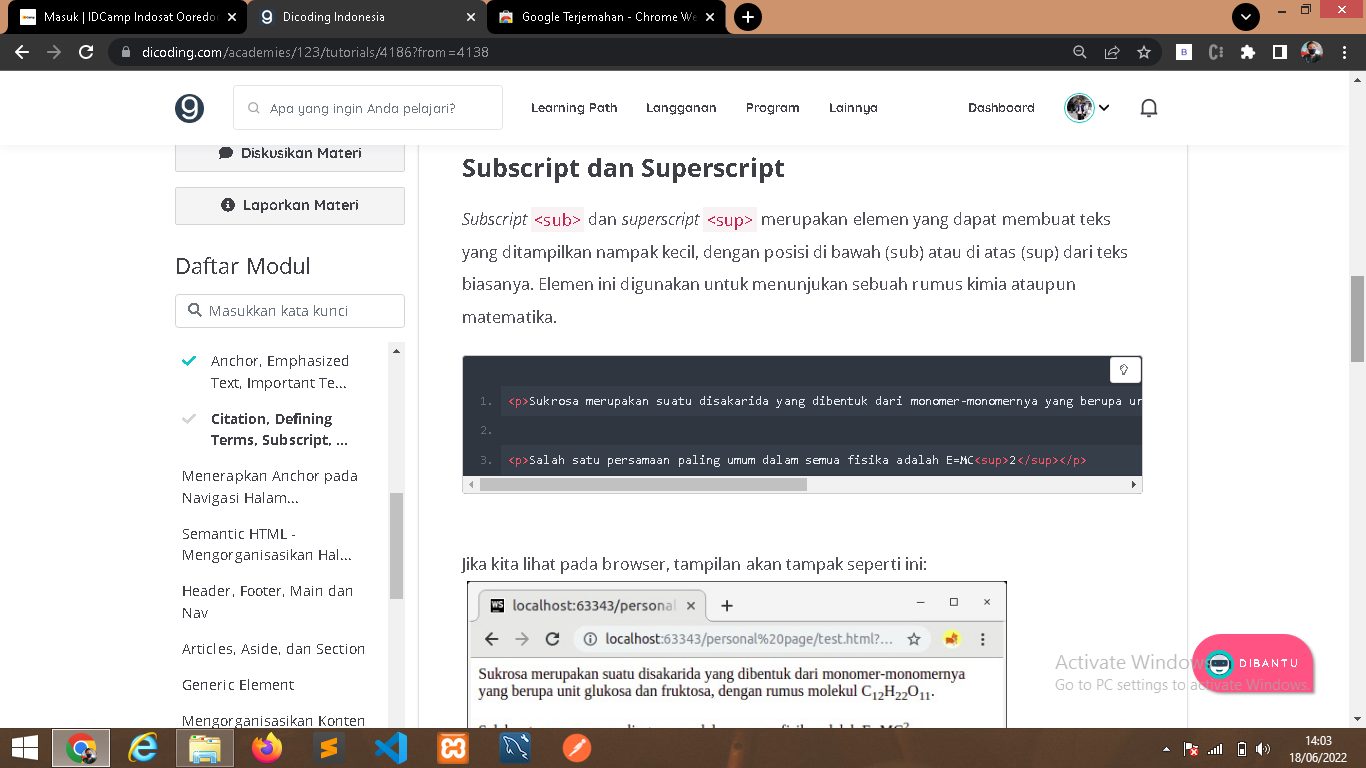 Masuk | IDCamp Indosat Ooredoo
Dicoding Indonesia
Google Terjemahan - Chrome We
dicoding.com/academies/123/tutorials/4186?from=4138
Apa yang ingin Anda pelajari?
Learning Path
Langganan
Program
Lainnya
Dashboard
Diskusikan Materi
Laporkan Materi
Daftar Modul
Masukkan kata kunci
Anchor, Emphasized
Text, Important Te...
Citation, Defining
Terms, Subscript, ...
Menerapkan Anchor pada
Navigasi Halam...
Semantic HTML -
Mengorganisasikan Hal...
Header, Footer, Main dan
Nav
Articles, Aside, dan Section
Generic Element
Mengorganisasikan Konten
Subscript dan Superscript
Subscript <sub> dan superscript <sup> merupakan elemen yang dapat membuat teks
yang ditampilkan nampak kecil, dengan posisi di bawah (sub) atau di atas (sup) dari teks
biasanya. Elemen ini digunakan untuk menunjukan sebuah rumus kimia ataupun
matematika.
1. <p>Sukrosa merupakan suatu disakarida yang dibentuk dari monomer-monomernya yang berupa un
2.
3. <p>Salah satu persamaan paling umum dalam semua fisika adalah E=MC<sup>2</sup></p>
Jika kita lihat pada browser, tampilan akan tampak seperti ini:
WS localhost:63343/personal
localhost:63343/personal%20page/test.html?...
Sukrosa merupakan suatu disakarida yang dibentuk dari monomer-monomernya
yang berupa unit glukosa dan fruktosa, dengan rumus molekul C₁₂H₂₂O₁₁.
DIBANTU
Activate Windows
Go to PC settings to activate Windows.
14:03
18/06/2022